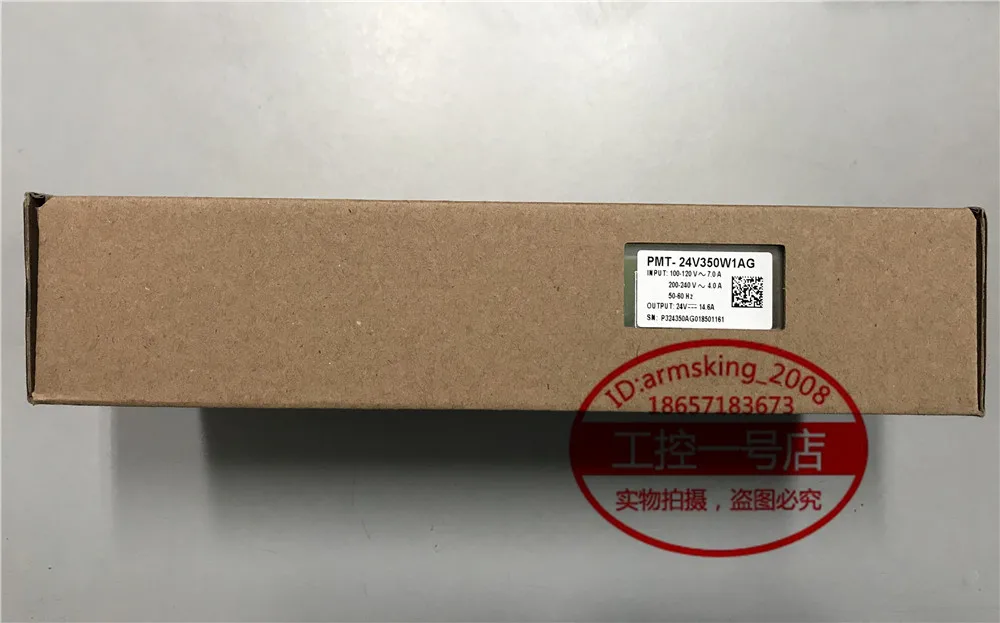 PMT- 24V350W1AG
INPUT: 100-120 V～ 7.0 A
200-240 V～ 4.0 A
50-60 Hz
OUTPUT: 24V⎓ 14.6A
SN: P324350AG018501161
ID:armsking_2008
18657183673
工控一号店
实物拍摄，盗图必究